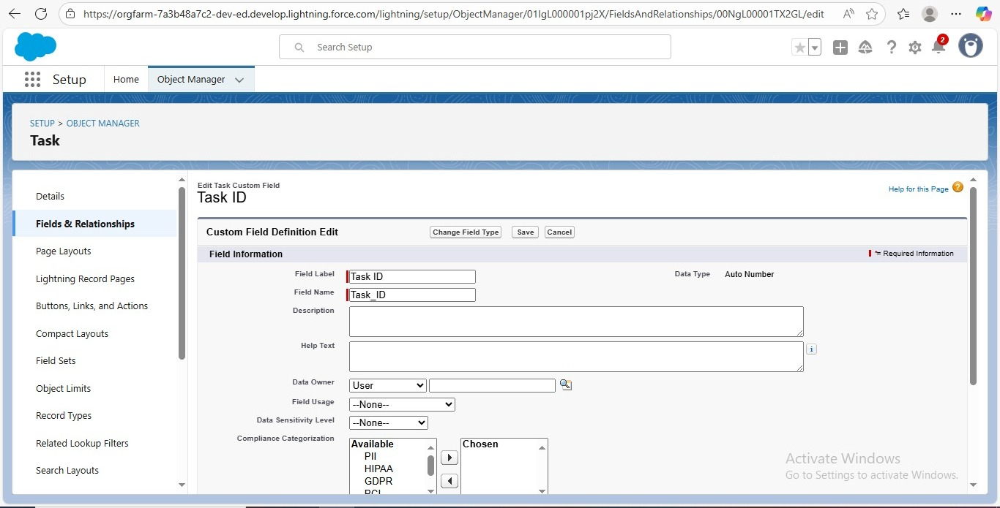 https://orgfarm-7a3b48a7c2-dev-ed.develop.lightning.force.com/lightning/setup/ObjectManager/01IgL000001pj2X/FieldsAndRelationships/00NgL00001TX2GL/edit
Search Setup
2
Setup Home Object Manager
SETUP > OBJECT MANAGER
Task
Details
Fields & Relationships
Page Layouts
Lightning Record Pages
Buttons, Links, and Actions
Compact Layouts
Field Sets
Object Limits
Record Types
Related Lookup Filters
Search Layouts
Edit Task Custom Field
Task ID
Help for this Page ?
Custom Field Definition Edit Change Field Type Save Cancel
Field Information = Required Information
Field Label Task ID Data Type Auto Number
Field Name Task_ID
Description
Help Text i
Data Owner User
Field Usage --None--
Data Sensitivity Level --None--
Compliance Categorization Available Chosen
PII
HIPAA
GDPR
PCI
Activate Windows
Go to Settings to activate Windows.